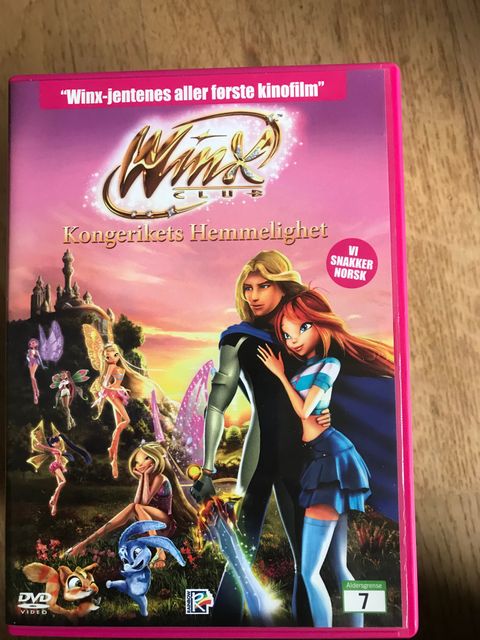 "Winx-jentenes aller første kinofilm"
Winx
CLUB
Kongerikets Hemmelighet
VI
SNAKKER
NORSK
DVD
VIDEO
Aldersgrense
7